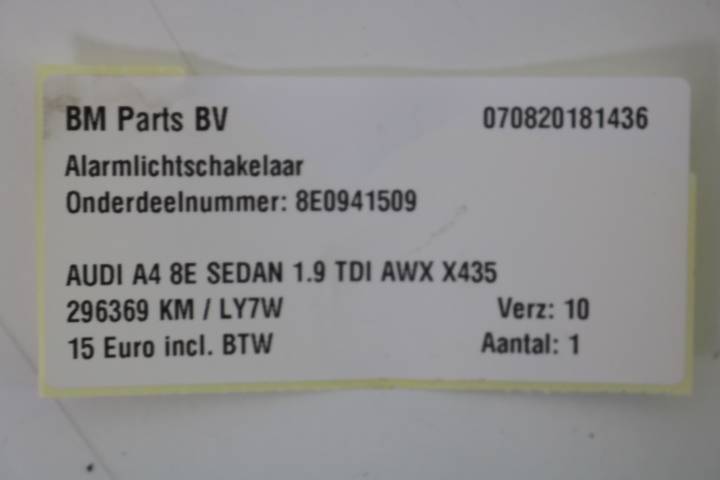 BM Parts BV 070820181436
Alarmlichtschakelaar
Onderdeelnummer: 8E0941509
AUDI A4 8E SEDAN 1.9 TDI AWX X435
296369 KM / LY7W Verz: 10
15 Euro incl. BTW Aantal: 1